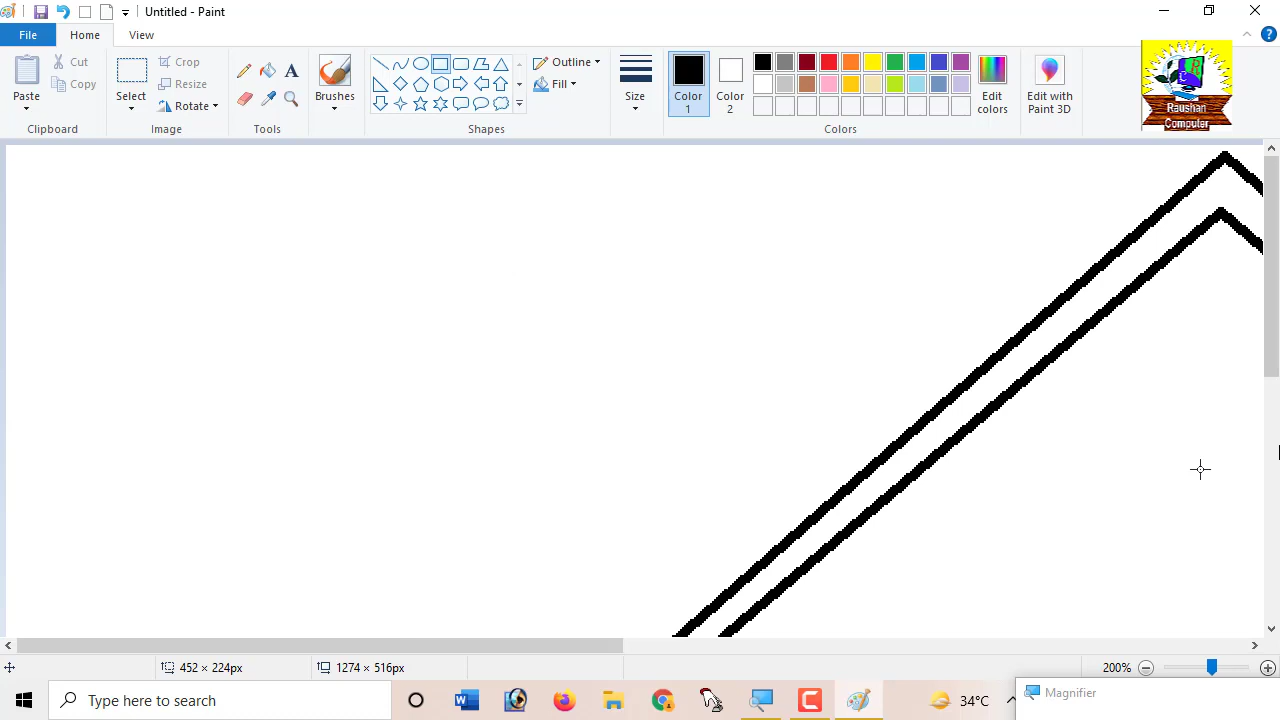 Untitled - Paint
File
Home
View
Paste
Cut
Copy
Clipboard
Select
Crop
Resize
Rotate
Image
A
Tools
Brushes
Shapes
Outline
Fill
Size
Color 1
Color 2
Edit colors
Colors
Edit with Paint 3D
Raushan
Computer
452 × 224px
1274 × 516px
200%
Type here to search
34°C
Magnifier